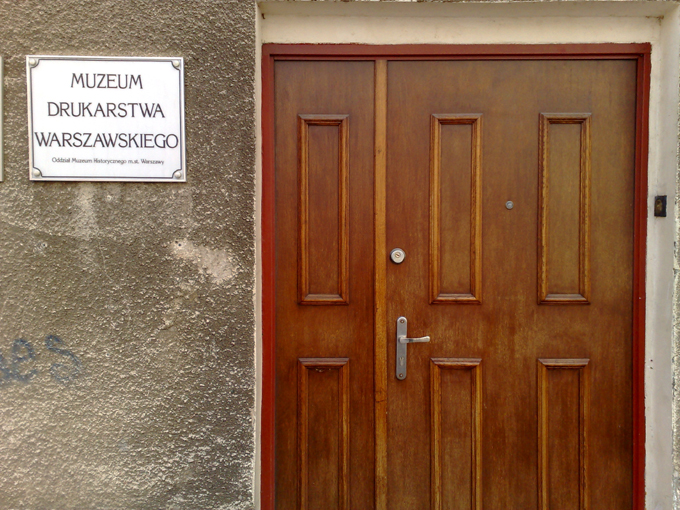 MUZEUM
DRUKARSTWA
WARSZAWSKIEGO
Oddział Muzeum Historycznego m.st. Warszawy